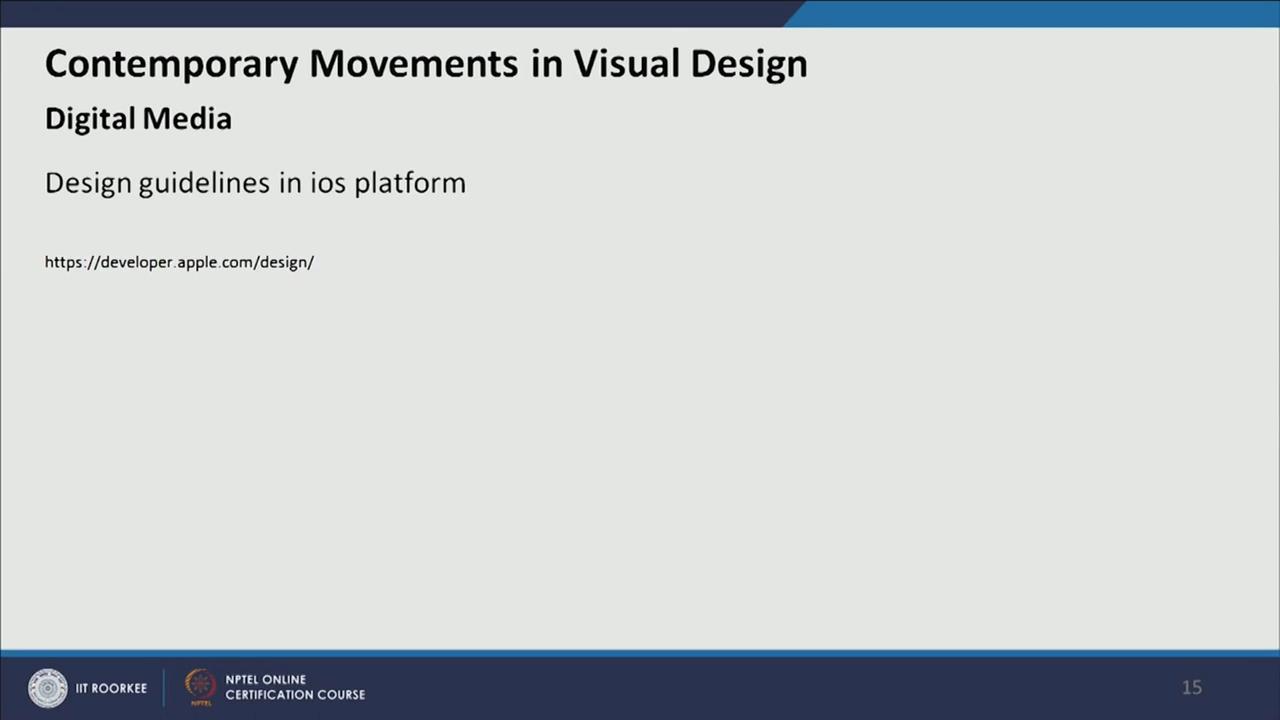 Contemporary Movements in Visual Design
Digital Media
Design guidelines in ios platform
https://developer.apple.com/design/
IIT ROORKEE
NPTEL
NPTEL ONLINE
CERTIFICATION COURSE
15